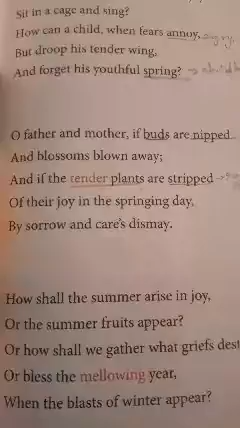 Sit in a cage and sing?
How can a child, when fears annoy,
But droop his tender wing,
And forget his youthful spring?
O father and mother, if buds are nipped
And blossoms blown away;
And if the tender plants are stripped
Of their joy in the springing day,
By sorrow and care's dismay.
How shall the summer arise in joy,
Or the summer fruits appear?
Or how shall we gather what griefs dest
Or bless the mellowing year,
When the blasts of winter appear?